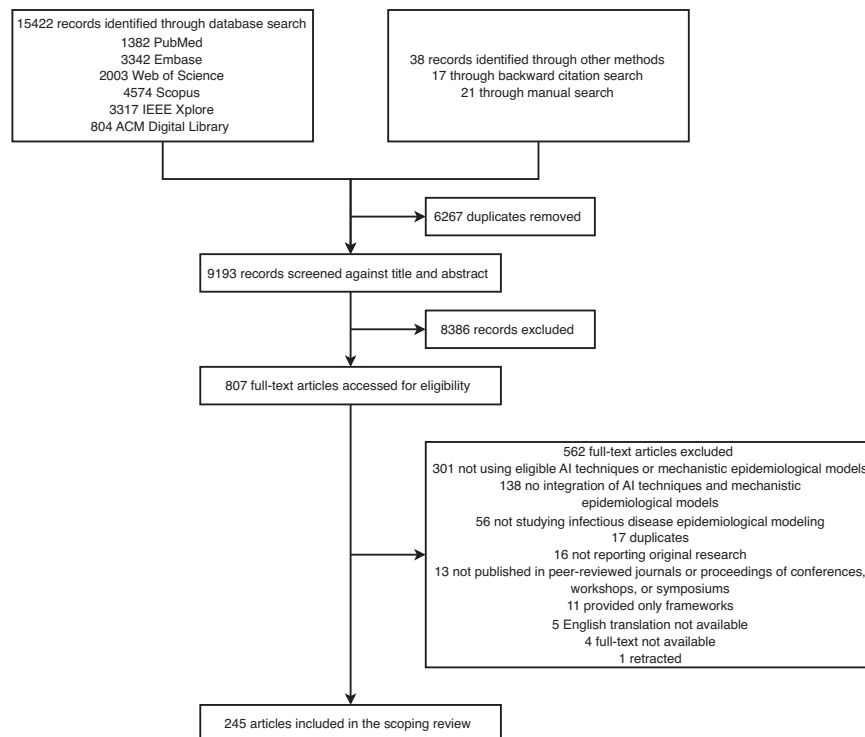 15422 records identified through database search
1382 PubMed
3342 Embase
2003 Web of Science
4574 Scopus
3317 IEEE Xplore
804 ACM Digital Library
38 records identified through other methods
17 through backward citation search
21 through manual search
6267 duplicates removed
9193 records screened against title and abstract
8386 records excluded
807 full-text articles accessed for eligibility
562 full-text articles excluded
301 not using eligible AI techniques or mechanistic epidemiological models
138 no integration of AI techniques and mechanistic
epidemiological models
56 not studying infectious disease epidemiological modeling
17 duplicates
16 not reporting original research
13 not published in peer-reviewed journals or proceedings of conferences,
workshops, or symposiums
11 provided only frameworks
5 English translation not available
4 full-text not available
1 retracted
245 articles included in the scoping review